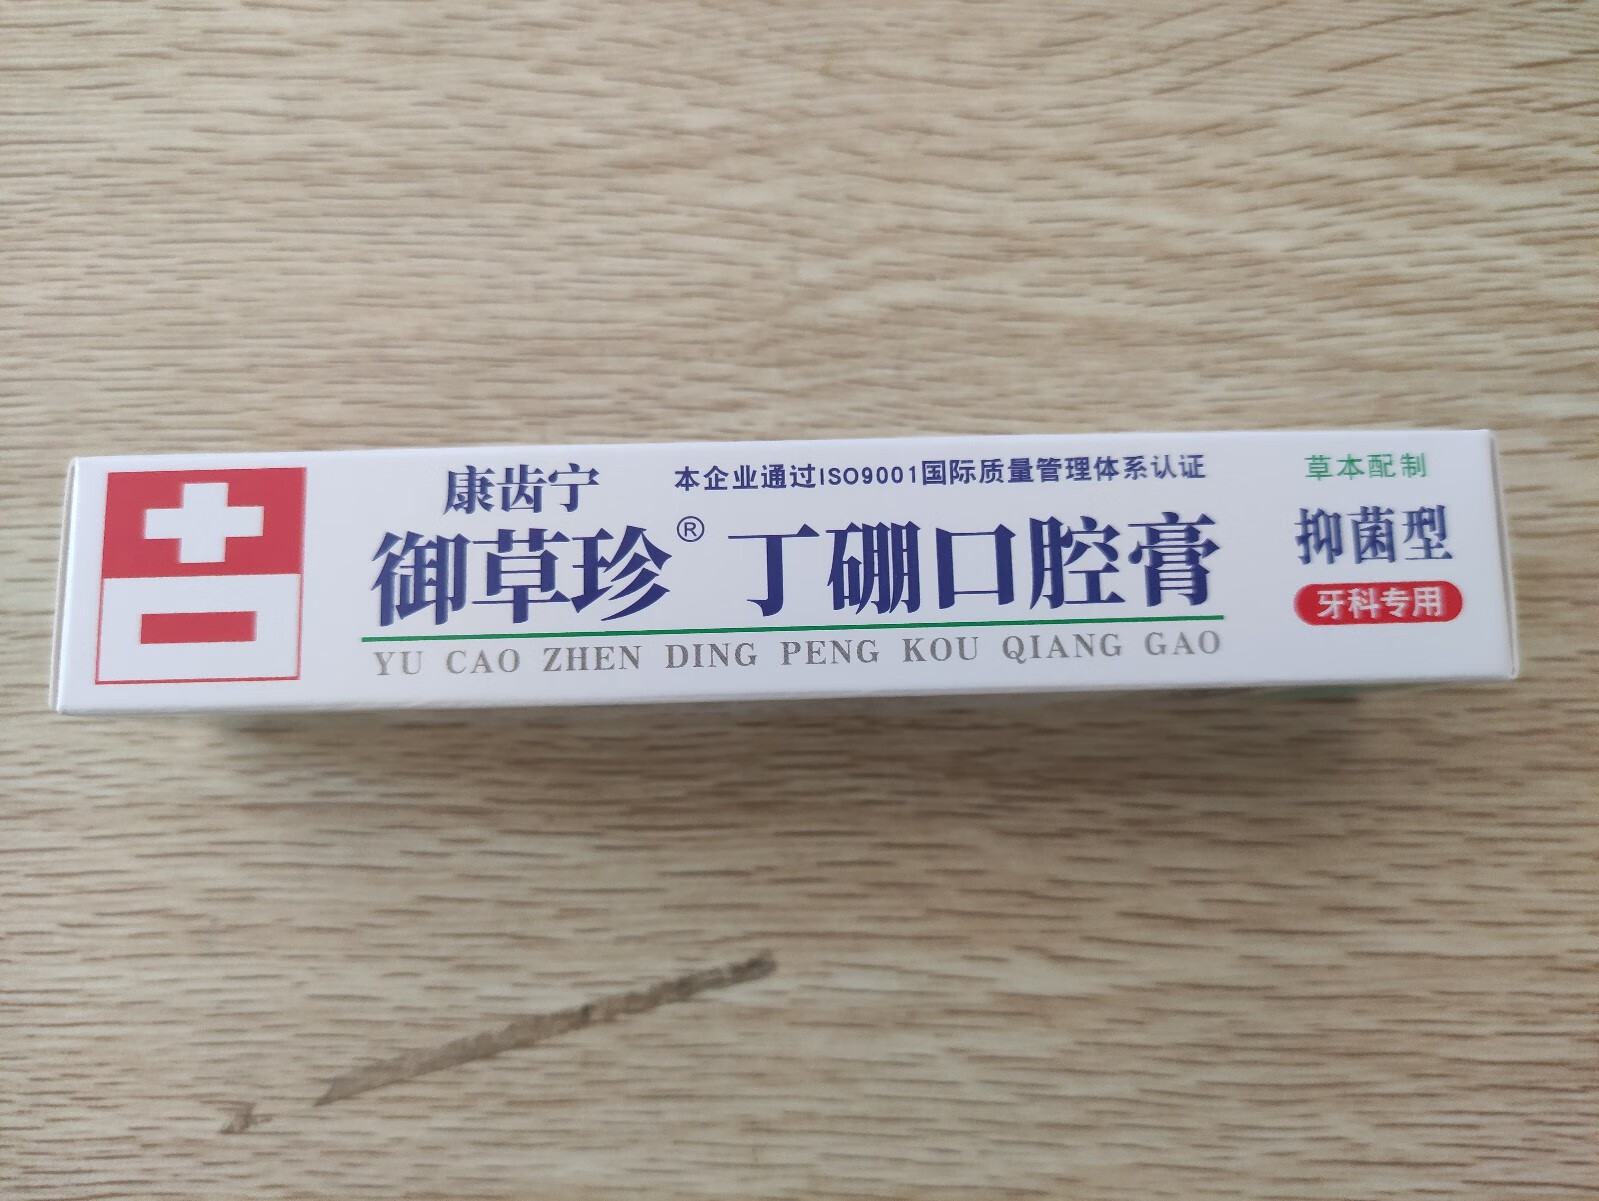 康齿宁
本企业通过ISO9001国际质量管理体系认证
御草珍® 丁硼口腔膏
YU CAO ZHEN DING PENG KOU QIANG GAO
草本配制
抑菌型
牙科专用